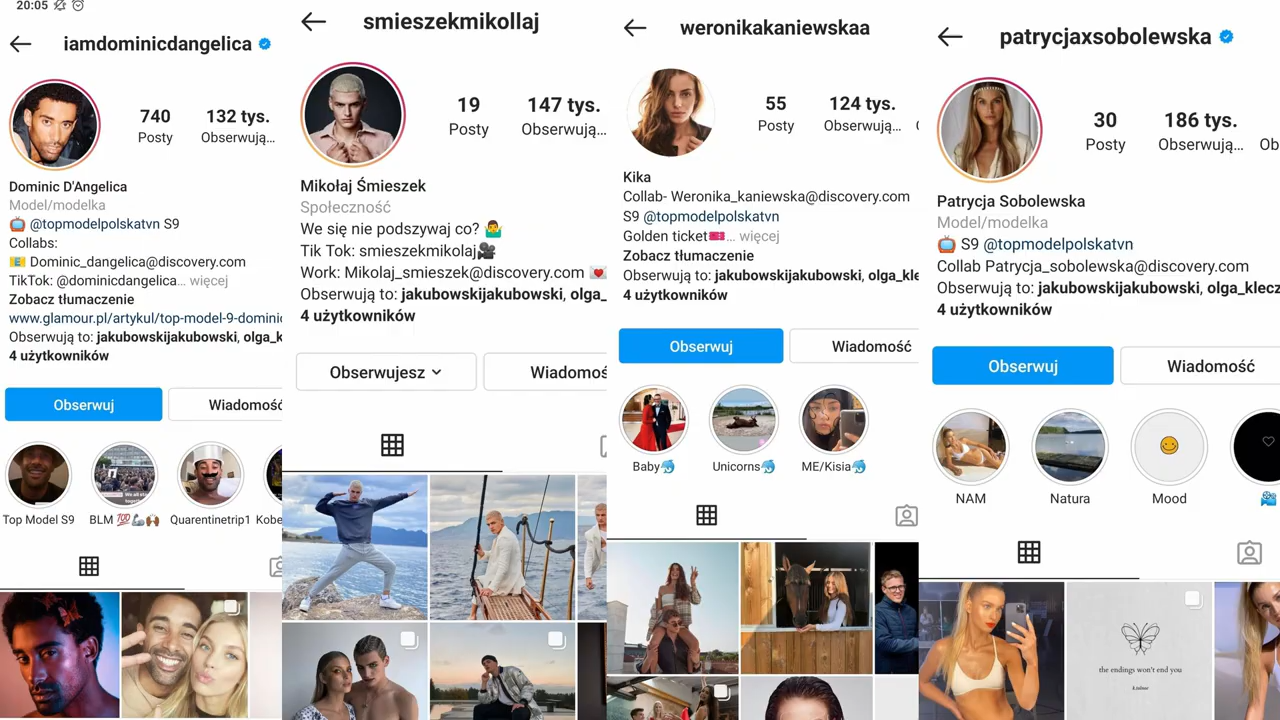 20:05
iamdominicdangelica
740
132 tys.
Posty
Obserwują...
Dominic D'Angelica
Model/modelka
📺 @topmodelpolskatvn S9
Collabs:
📧 Dominic_dangelica@discovery.com
TikTok: @dominicdangelica... więcej
Zobacz tłumaczenie
www.glamour.pl/artykul/top-model-9-dominic
Obserwują to: jakubowskijakubowski, olga_k
4 użytkowników
Obserwuj
Wiadomość
Top Model S9
BLM 💯🦾🙌
Quarentinetrip1
Kobe
smieszekmikollaj
19
147 tys.
Posty
Obserwują...
Mikołaj Śmieszek
Społeczność
We się nie podszywaj co? 🤷‍♂️
Tik Tok: smieszekmikolaj🎥
Work: Mikolaj_smieszek@discovery.com 💌
Obserwują to: jakubowskijakubowski, olga_
4 użytkowników
Obserwujesz
Wiadomoś
weronikakaniewskaa
55
124 tys.
Posty
Obserwują...
Kika
Collab- Weronika_kaniewska@discovery.com
S9 @topmodelpolskatvn
Golden ticket🎫... więcej
Zobacz tłumaczenie
Obserwują to: jakubowskijakubowski, olga_kle
4 użytkowników
Obserwuj
Wiadomość
Baby🐬
Unicorns🐬
ME/Kisia🐬
patrycjaxsobolewska
30
186 tys.
Posty
Obserwują...
Ob
Patrycja Sobolewska
Model/modelka
📺 S9 @topmodelpolskatvn
Collab Patrycja_sobolewska@discovery.com
Obserwują to: jakubowskijakubowski, olga_klecz
4 użytkowników
Obserwuj
Wiadomość
NAM
Natura
Mood
the endings won't end you